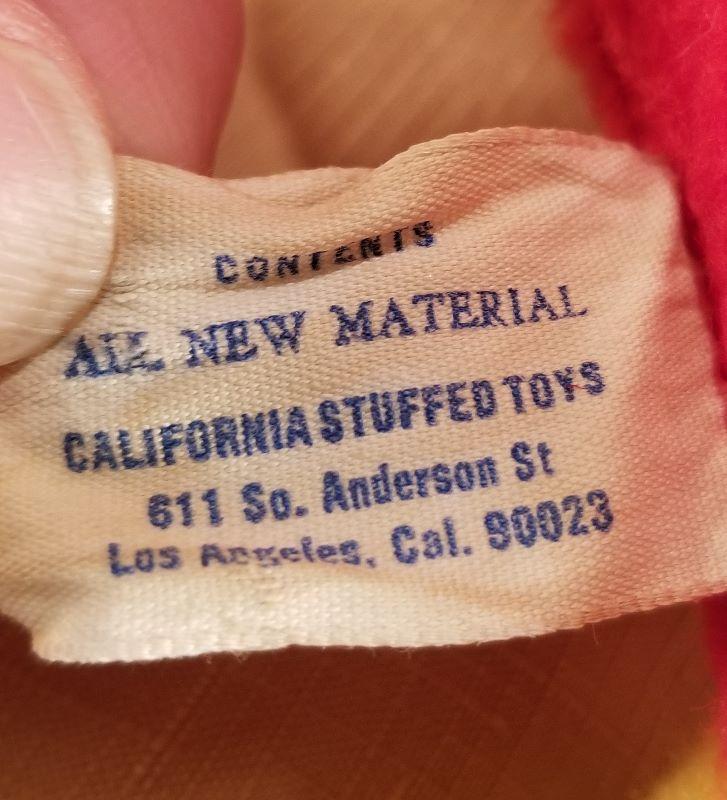 CONTENTS
ALL NEW MATERIAL
CALIFORNIA STUFFED TOYS
611 So. Anderson St
Los Angeles, Cal. 90023